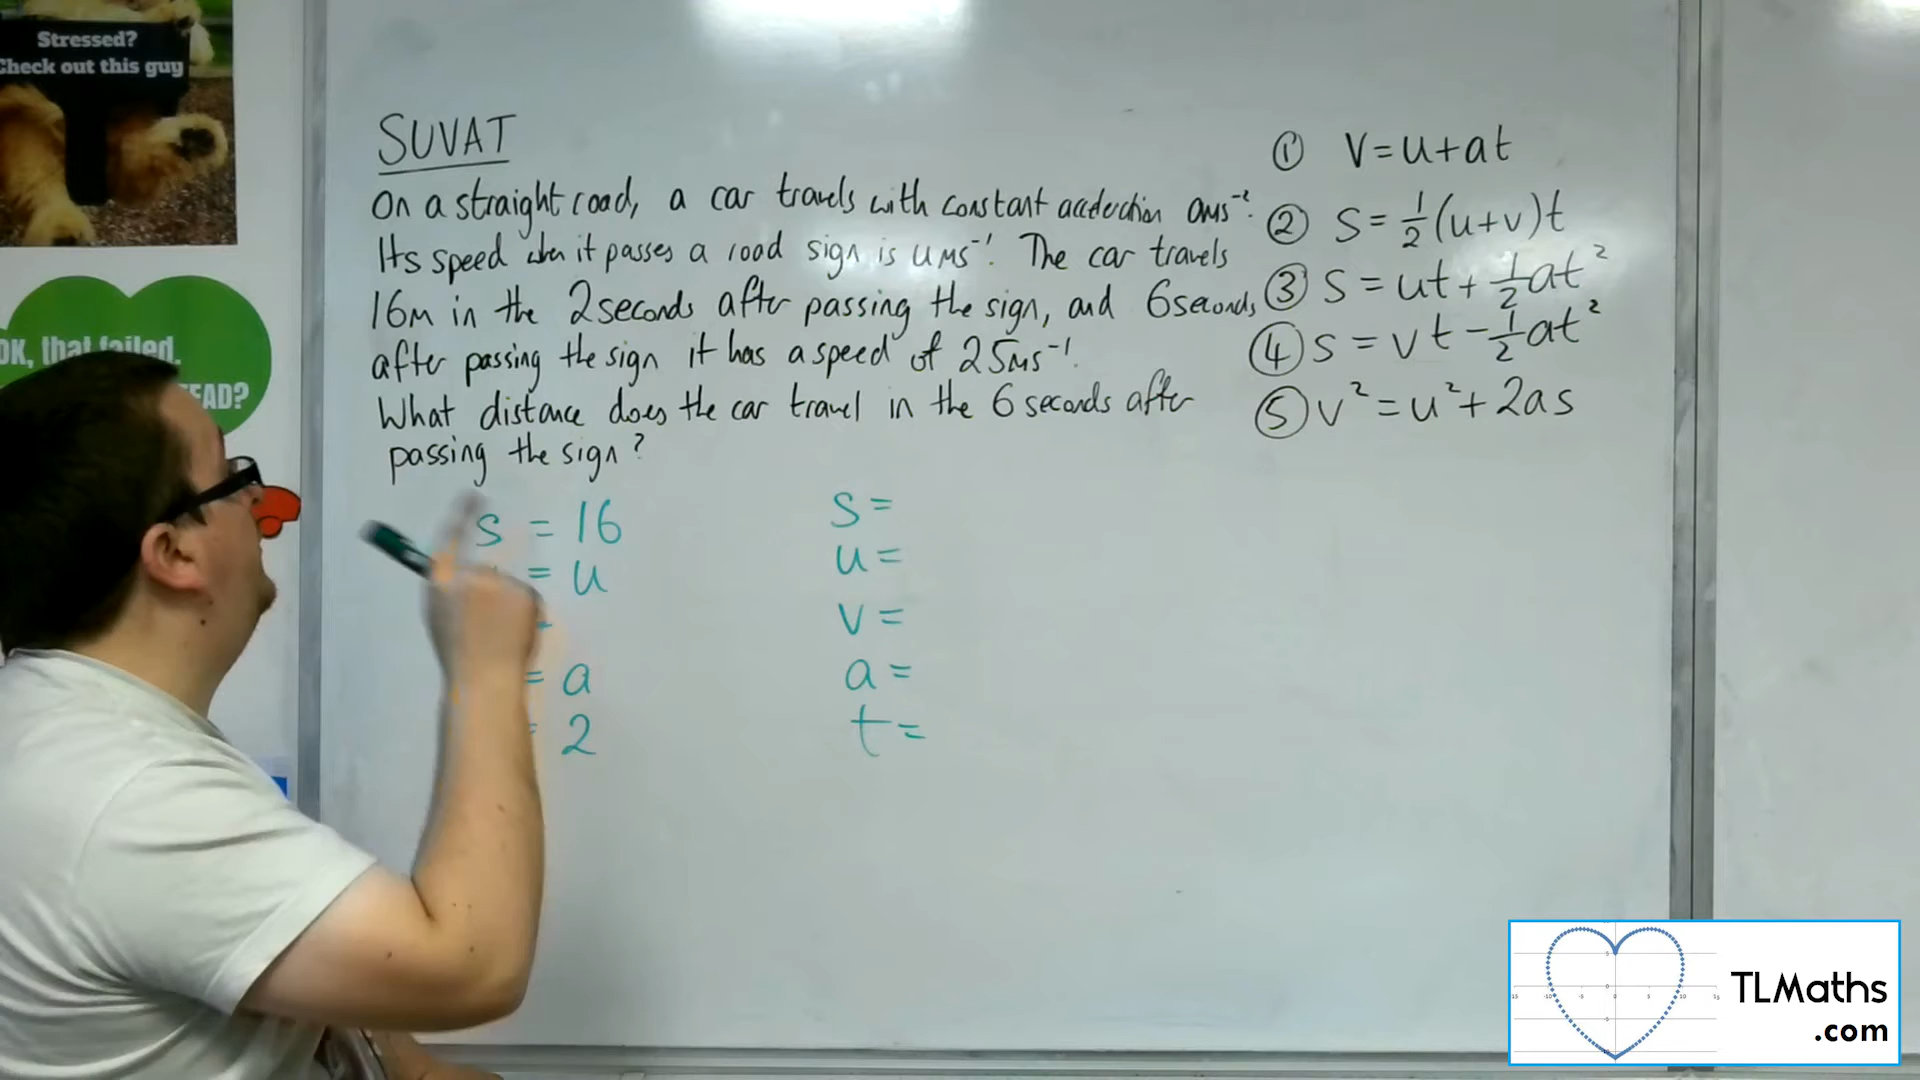 Stressed?
Check out this guy
OK, that failed.
EAD?
SUVAT
On a straight road, a car travels with constant acceleration ams⁻².
Its speed when it passes a road sign is ums⁻¹. The car travels
16m in the 2 seconds after passing the sign, and 6 seconds
after passing the sign it has a speed of 25ms⁻¹.
What distance does the car travel in the 6 seconds after
passing the sign?
① v=u+at
② s=½(u+v)t
③ s=ut+½at²
④ s=vt-½at²
⑤ v²=u²+2as
s = 16
= u
= a
= 2
s=
u=
v=
a=
t=
TLMaths
.com